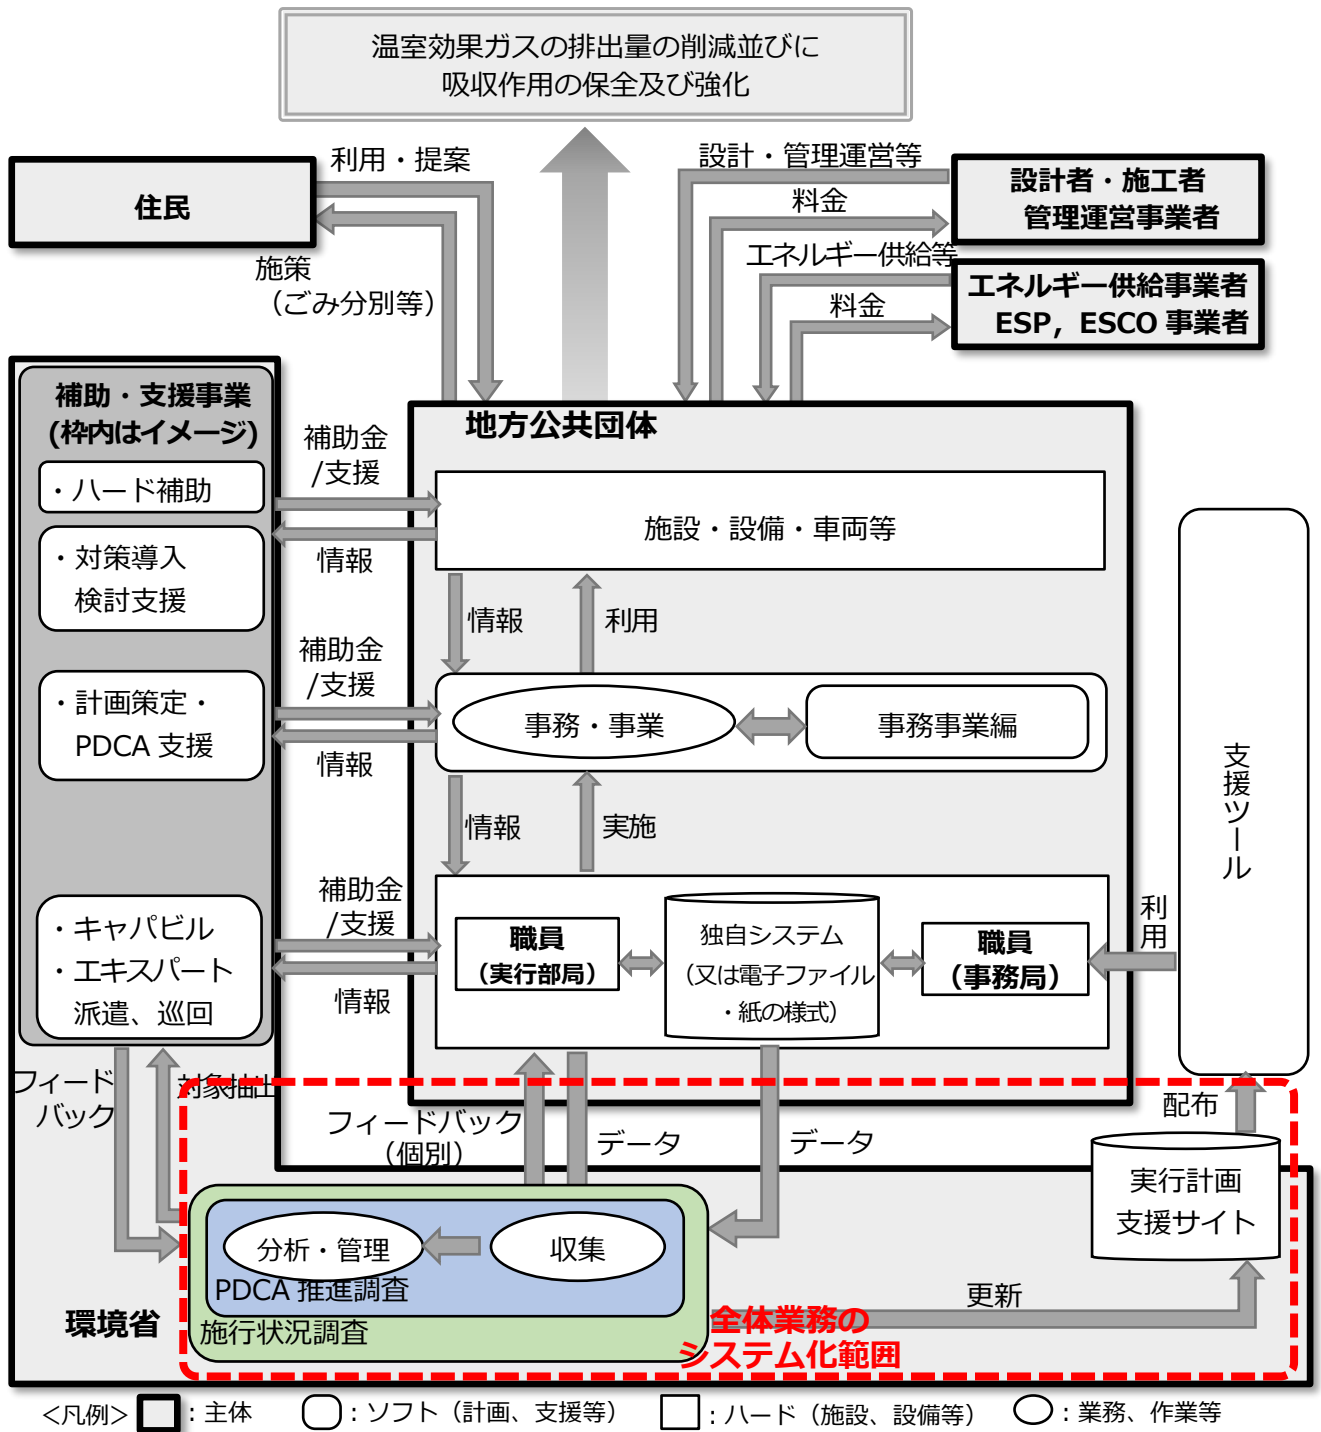 温室効果ガスの排出量の削減並びに
吸収作用の保全及び強化
利用・提案
設計・管理運営等
住民
設計者・施工者
管理運営事業者
料金
施策
（ごみ分別等）
エネルギー供給等
エネルギー供給事業者
ESP，ESCO 事業者
料金
補助・支援事業
(枠内はイメージ)
地方公共団体
補助金
/支援
・ハード補助
施設・設備・車両等
・対策導入
検討支援
情報
情報
利用
補助金
/支援
・計画策定・
PDCA 支援
事務・事業
事務事業編
情報
支援ツール
情報
実施
補助金
/支援
・キャパビル
・エキスパート
派遣、巡回
職員
（実行部局）
独自システム
（又は電子ファイル
・紙の様式）
職員
（事務局）
利用
情報
フィード
バック
対象抽出
フィードバック
（個別）
データ
データ
配布
実行計画
支援サイト
分析・管理
収集
PDCA 推進調査
施行状況調査
環境省
更新
全体業務の
システム化範囲
<凡例>
：主体
：ソフト（計画、支援等）
：ハード（施設、設備等）
：業務、作業等